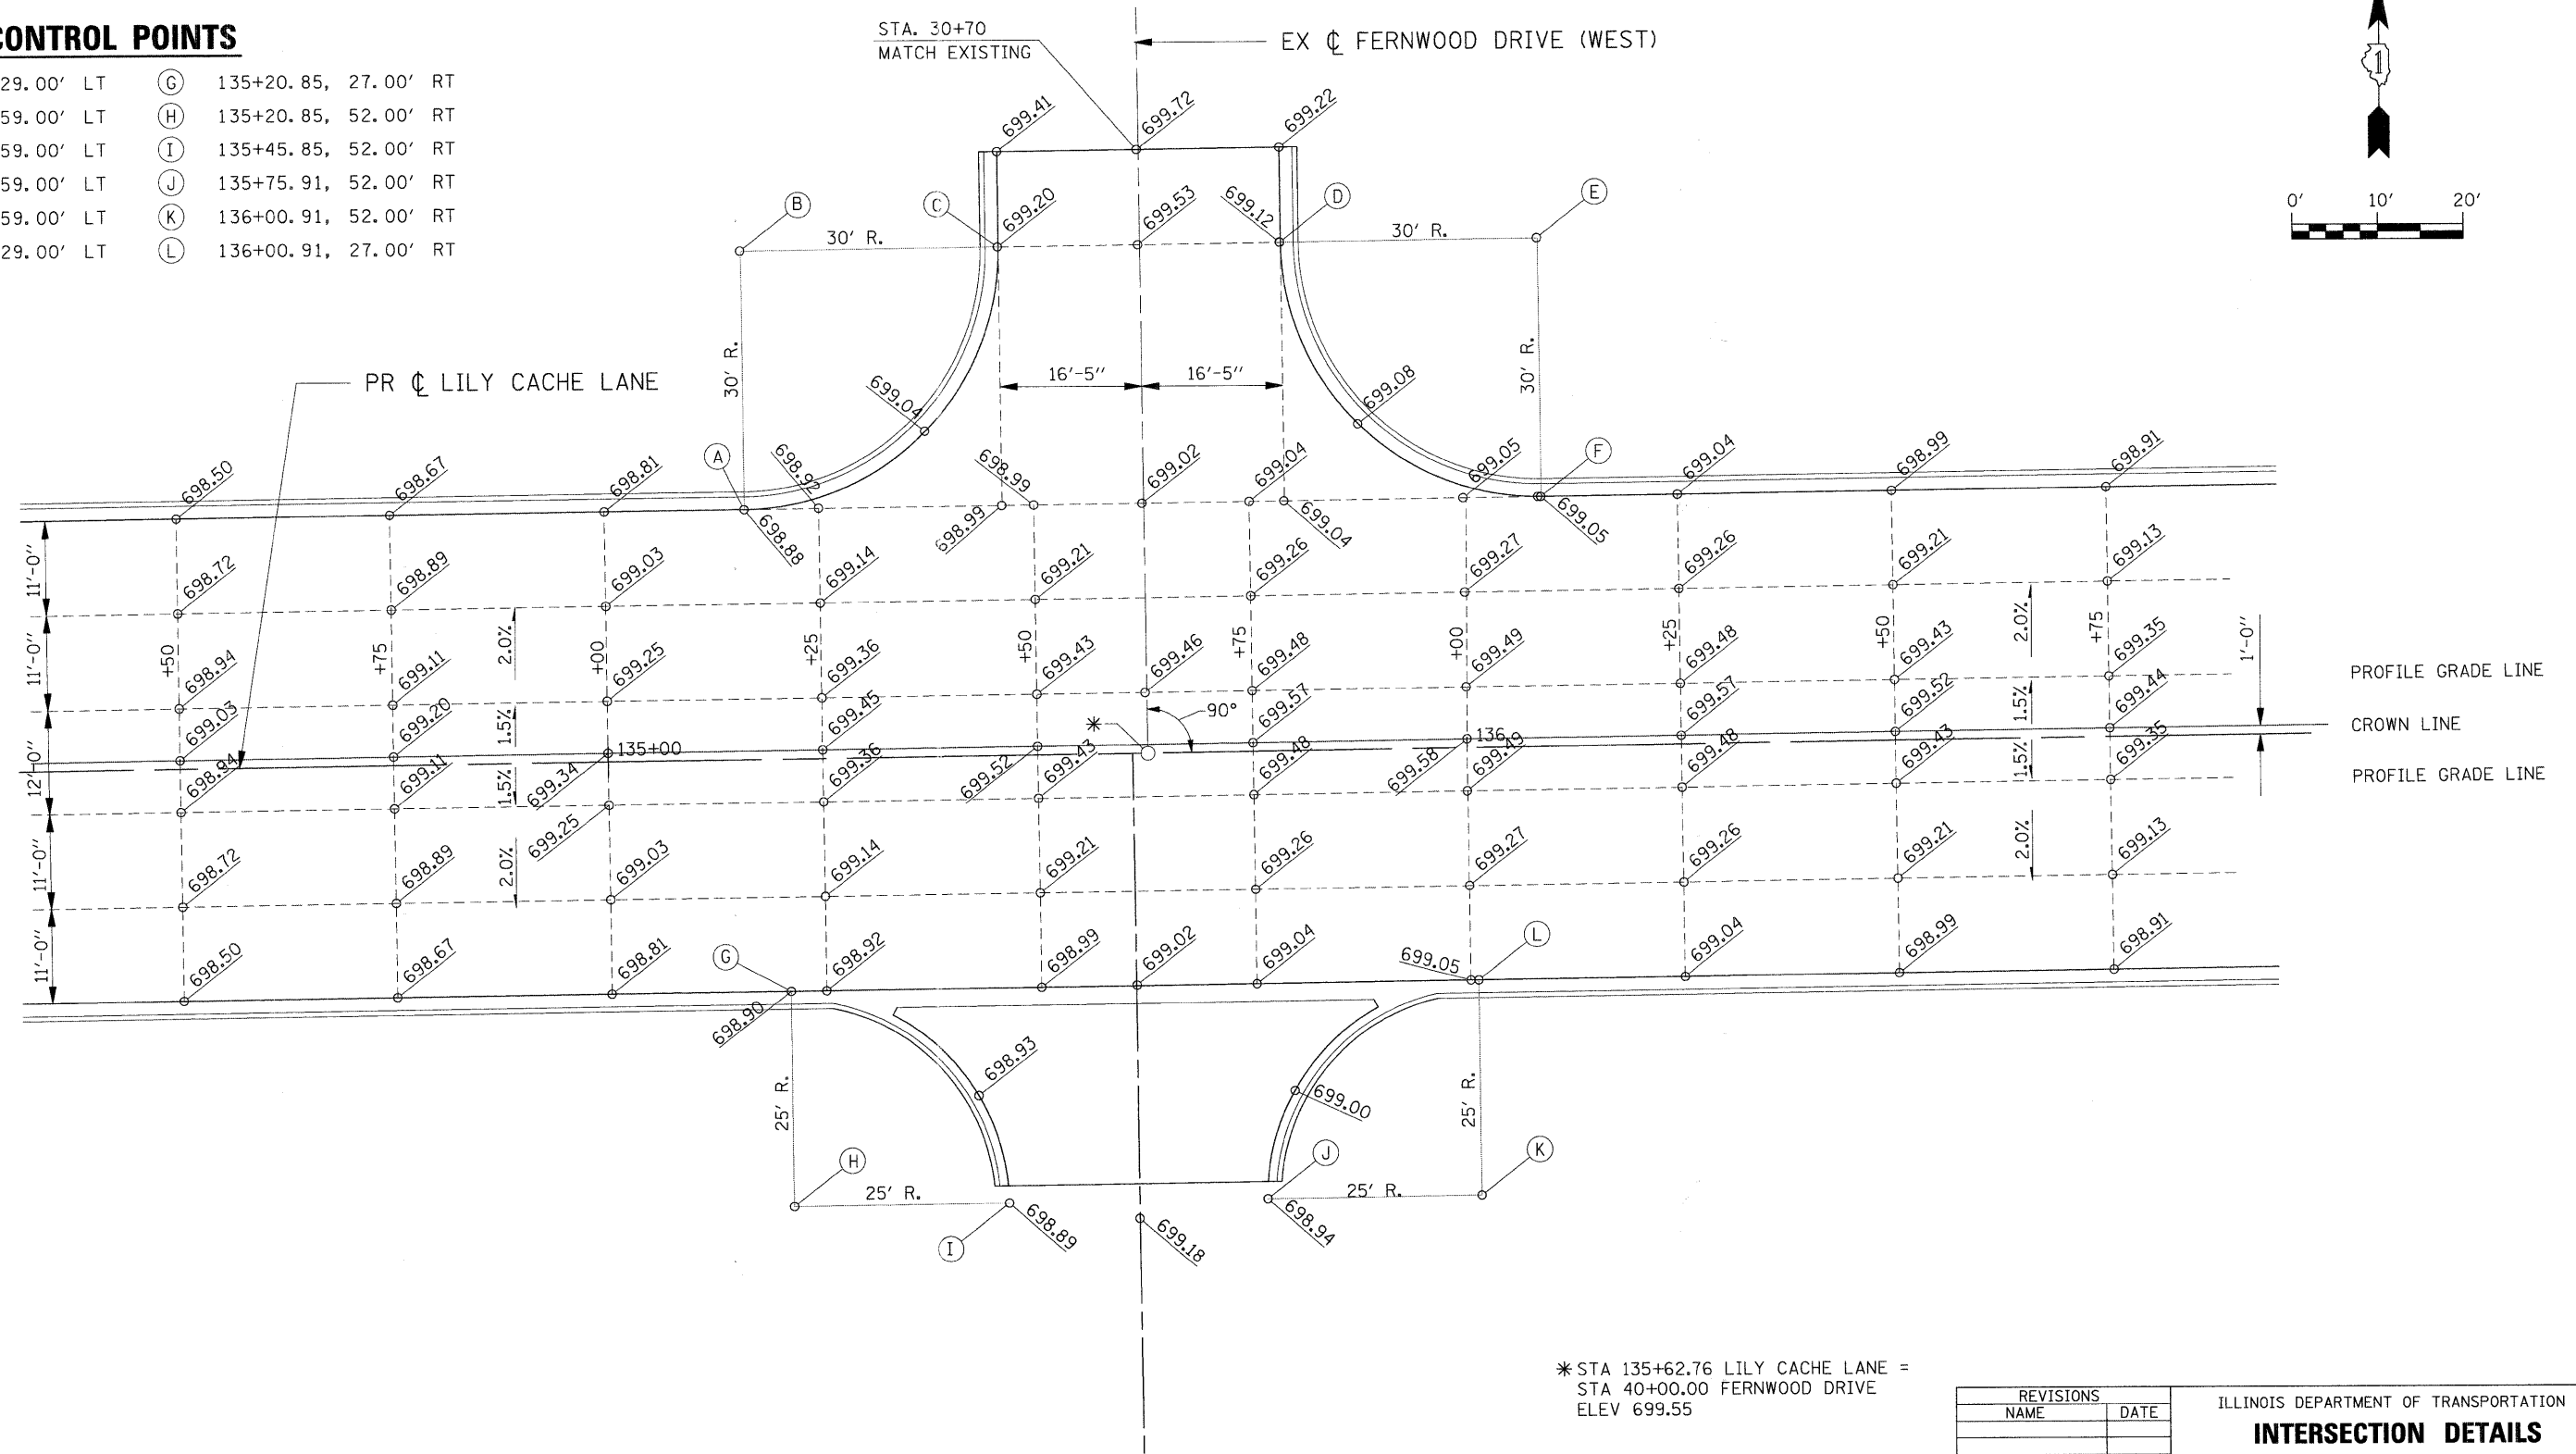 CONTROL POINTS
29.00' LT G 135+20.85, 27.00' RT
59.00' LT H 135+20.85, 52.00' RT
59.00' LT I 135+45.85, 52.00' RT
59.00' LT J 135+75.91, 52.00' RT
59.00' LT K 136+00.91, 52.00' RT
29.00' LT L 136+00.91, 27.00' RT
STA. 30+70
MATCH EXISTING
EX ℄ FERNWOOD DRIVE (WEST)
1
0' 10' 20'
699.41 699.72 699.22
B C D E
699.20 699.53 699.12
30' R. 30' R.
30' R. 30' R.
PR ℄ LILY CACHE LANE
16'-5" 16'-5"
699.04 699.08
A F
698.50 698.67 698.81 698.92 698.99 699.02 699.04 699.05 699.04 698.99 698.91
698.88 698.99 699.04 699.05
11'-0"
698.72 698.89 699.03 699.14 699.21 699.26 699.27 699.26 699.21 699.13
11'-0" +50 +75 2.0% +00 +25 +50 +75 +00 +25 +50 2.0% +75 1'-0"
698.94 699.11 699.25 699.36 699.43 699.46 699.48 699.49 699.48 699.43 699.35
PROFILE GRADE LINE
1.5% 90° 1.5%
699.03 699.20 699.34 699.45 699.52 699.57 699.58 699.57 699.52 699.44
* 135+00 136
CROWN LINE
12'-0" 1.5% 1.5%
698.94 699.11 699.25 699.36 699.43 699.48 699.49 699.48 699.43 699.35
PROFILE GRADE LINE
11'-0" 2.0% 2.0%
698.72 698.89 699.03 699.14 699.21 699.26 699.27 699.26 699.21 699.13
11'-0"
G L
698.50 698.67 698.81 698.90 698.92 698.99 699.02 699.04 699.05 699.04 698.99 698.91
698.93 699.00
25' R. 25' R.
H J K
25' R. 25' R.
I 698.89 699.18 698.94
* STA 135+62.76 LILY CACHE LANE =
STA 40+00.00 FERNWOOD DRIVE
ELEV 699.55
REVISIONS
NAME DATE
ILLINOIS DEPARTMENT OF TRANSPORTATION
INTERSECTION DETAILS